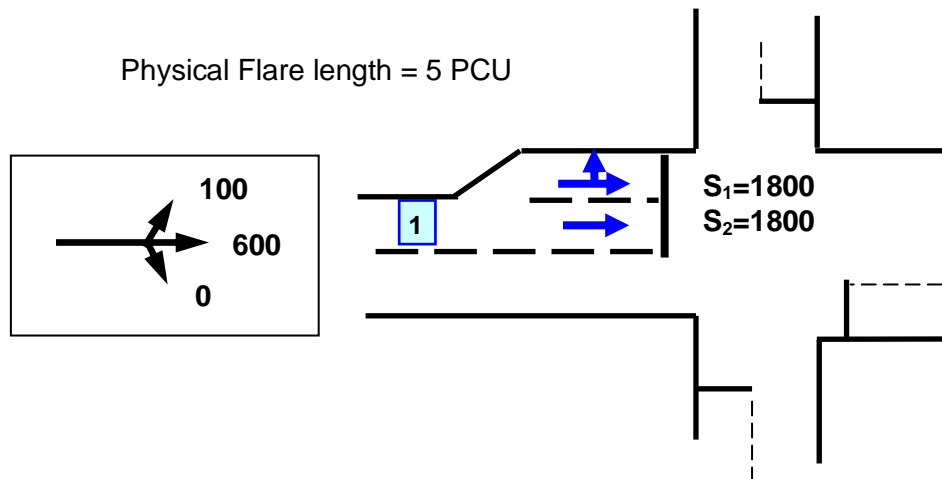 Physical Flare length = 5 PCU
100
600
0
1
S₁=1800
S₂=1800